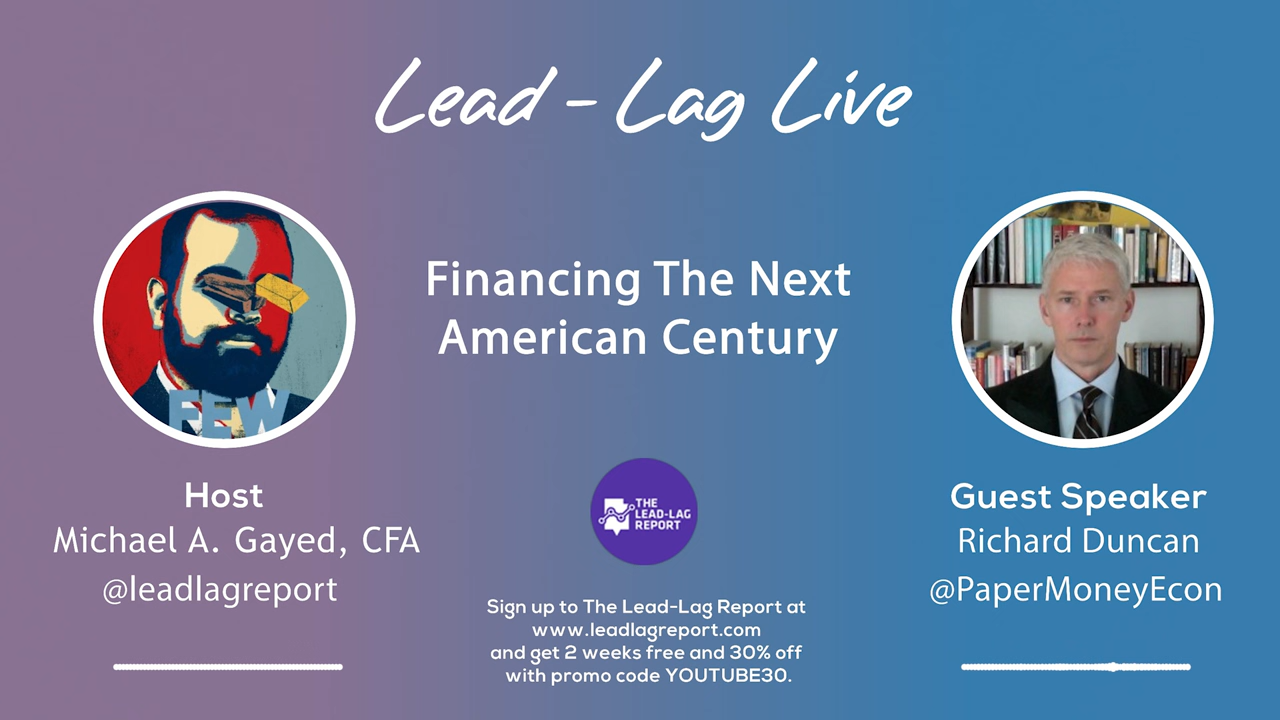 Lead - Lag Live
Financing The Next
American Century
FEW
Host
Michael A. Gayed, CFA
@leadlagreport
THE
LEAD-LAG
REPORT
Guest Speaker
Richard Duncan
@PaperMoneyEcon
Sign up to The Lead-Lag Report at
www.leadlagreport.com
and get 2 weeks free and 30% off
with promo code YOUTUBE30.